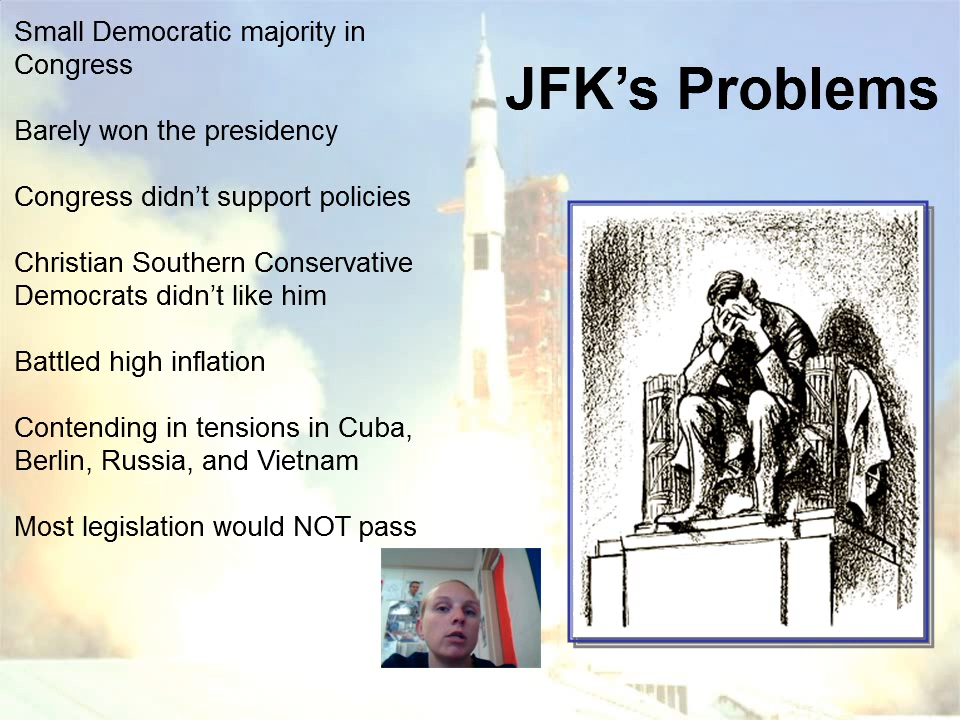 Small Democratic majority in
Congress
JFK’s Problems
Barely won the presidency
Congress didn’t support policies
Christian Southern Conservative
Democrats didn’t like him
Battled high inflation
Contending in tensions in Cuba,
Berlin, Russia, and Vietnam
Most legislation would NOT pass